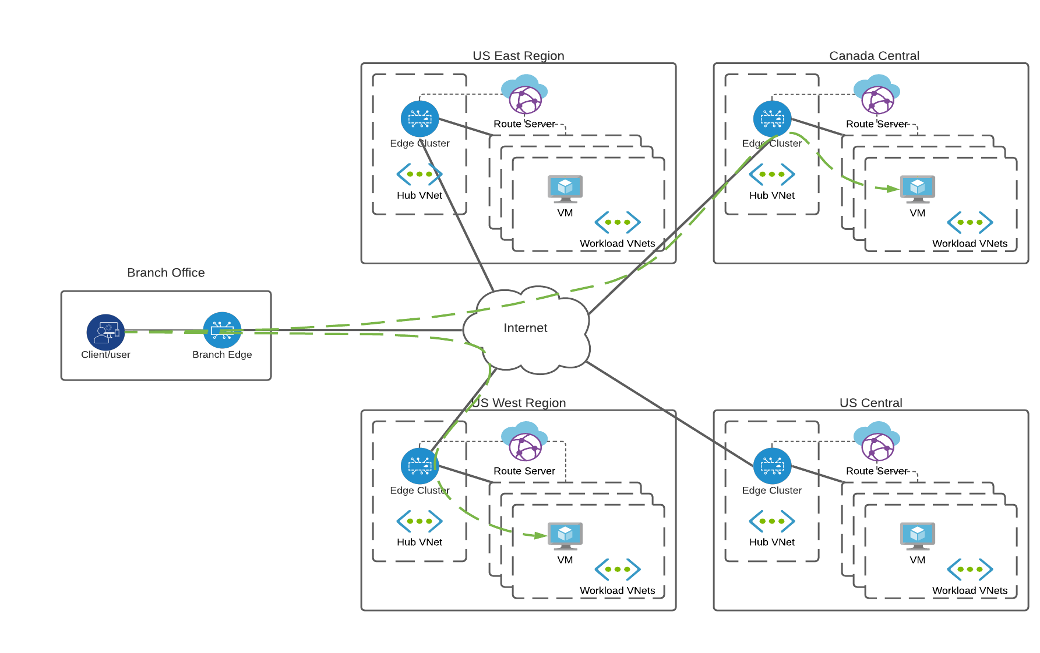 US East Region
Route Server
Edge Cluster
Hub VNet
VM
Workload VNets
Canada Central
Route Server
Edge Cluster
Hub VNet
VM
Workload VNets
Branch Office
Client/user
Branch Edge
Internet
US West Region
Route Server
Edge Cluster
Hub VNet
VM
Workload VNets
US Central
Route Server
Edge Cluster
Hub VNet
VM
Workload VNets